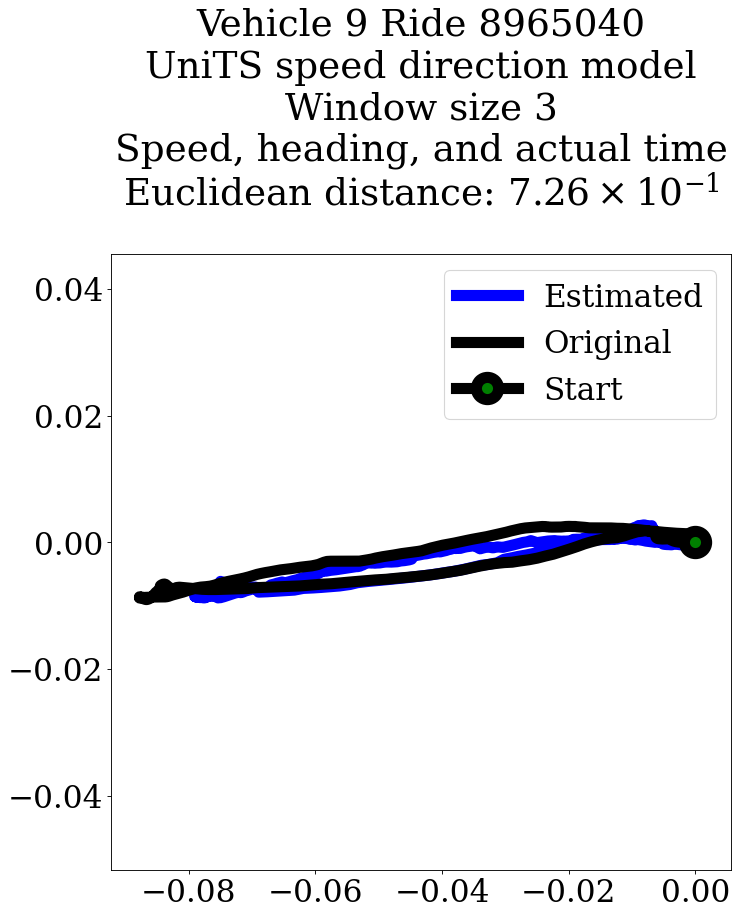 Vehicle 9 Ride 8965040
UniTS speed direction model
Window size 3
Speed, heading, and actual time
Euclidean distance: 7.26 × 10⁻¹
Estimated
Original
Start
0.04
0.02
0.00
−0.02
−0.04
−0.08 −0.06 −0.04 −0.02 0.00